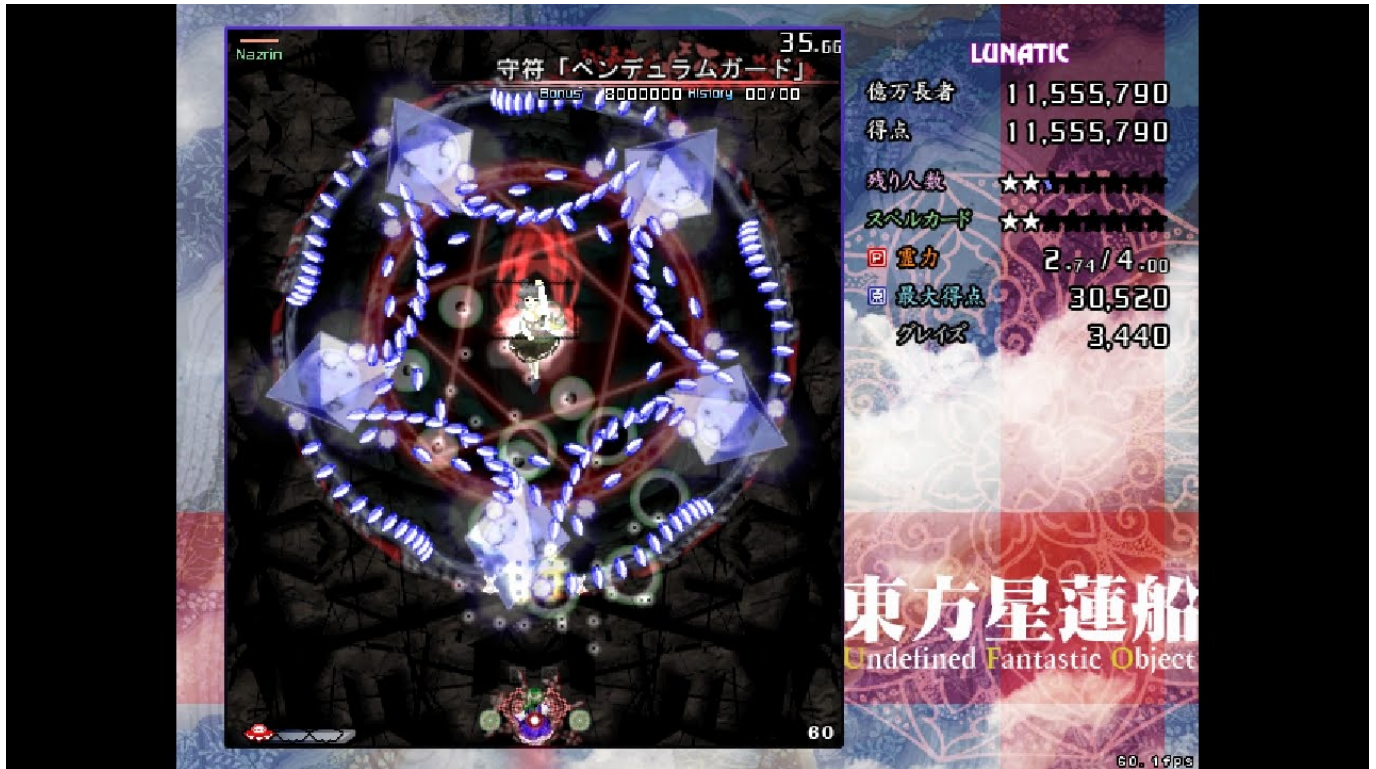 Nazrin
35.66
守符「ペンデュラムガード」
Bonus 8000000 History 00/00
LUNATIC
億万長者 11,555,790
得点 11,555,790
残り人数
スペルカード
P 霊力 2.74/4.00
点 最大得点 30,520
グレイズ 3,440
東方星蓮船
Undefined Fantastic Object
60
60.1fps